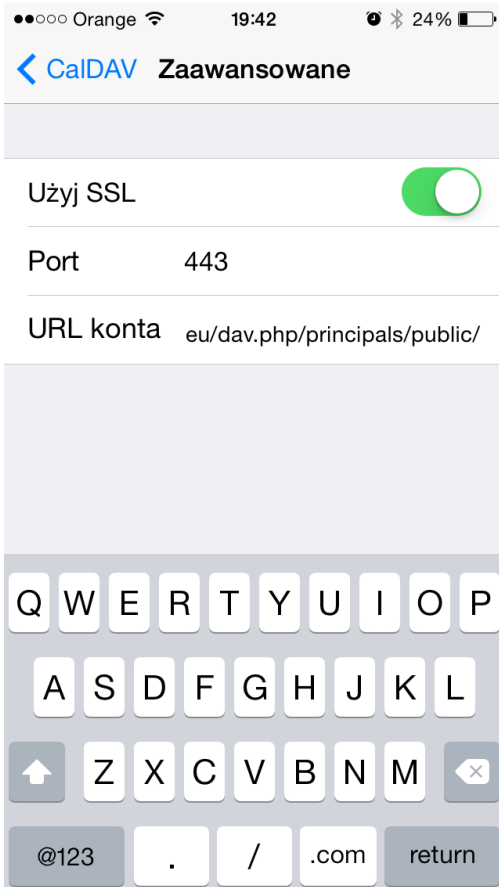 Orange 19:42 24%
CalDAV Zaawansowane
Użyj SSL
Port 443
URL konta eu/dav.php/principals/public/
Q W E R T Y U I O P
A S D F G H J K L
Z X C V B N M
@123 . / .com return